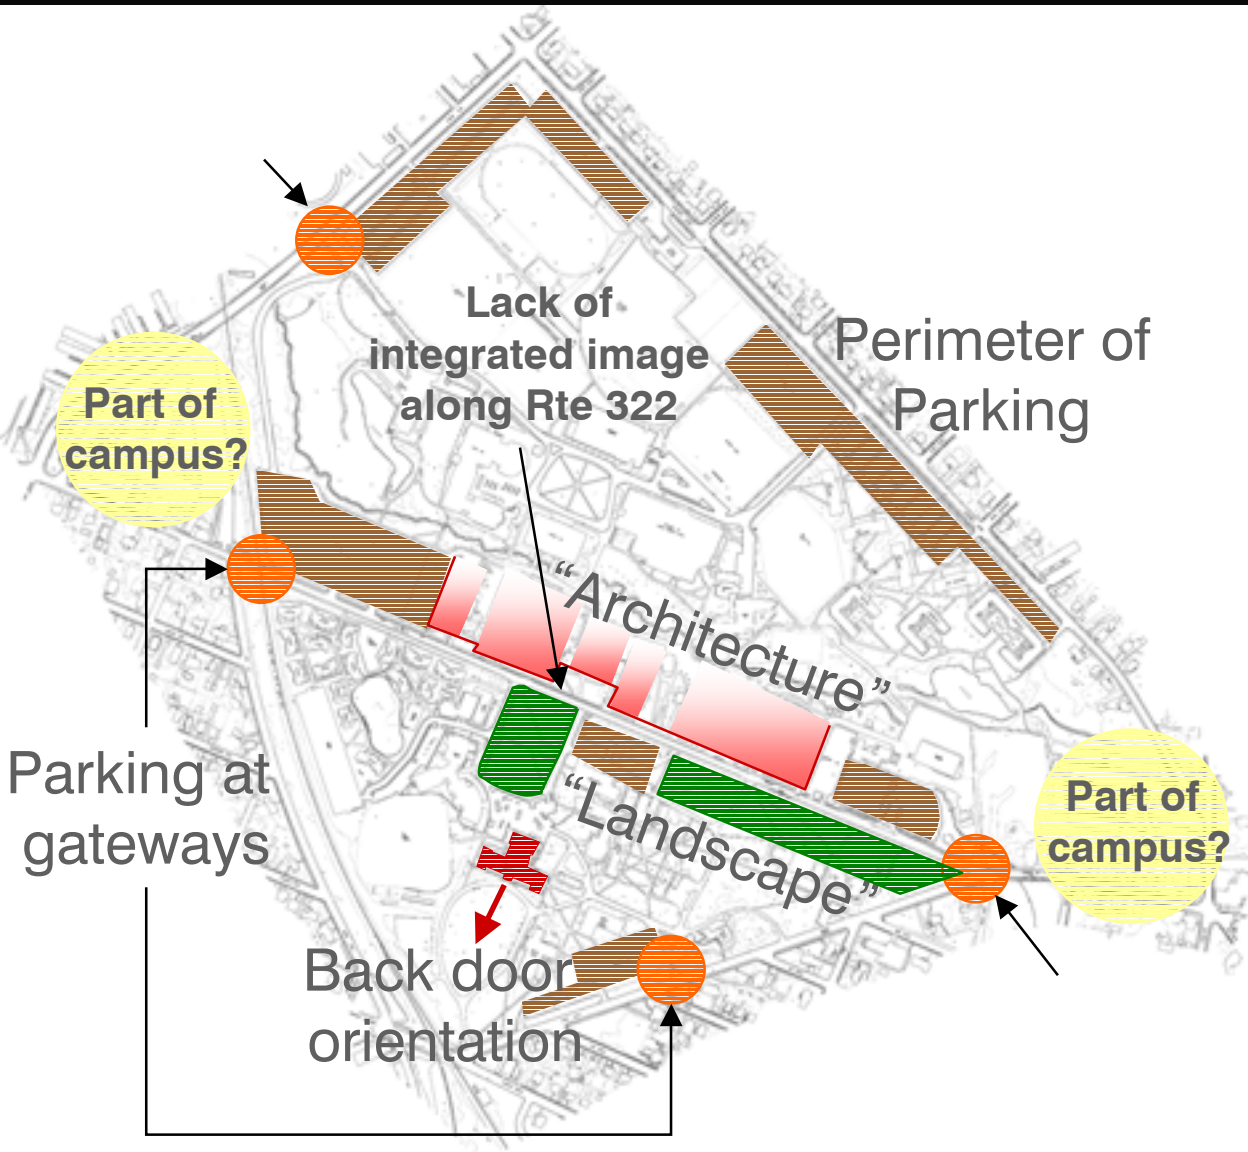 Lack of
integrated image
along Rte 322
Perimeter of
Parking
Part of
campus?
“Architecture”
“Landscape”
Parking at
gateways
Part of
campus?
Back door
orientation